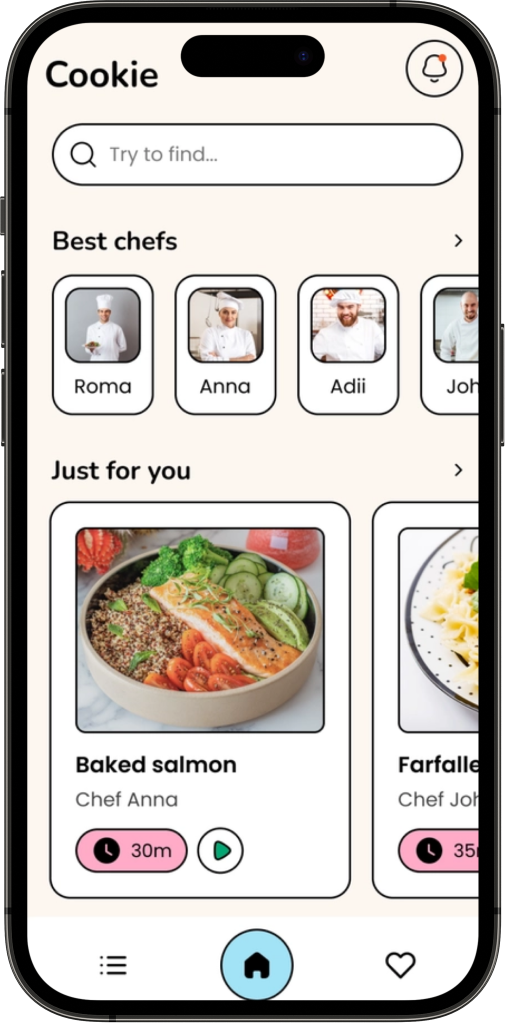 Cookie
Try to find...
Best chefs
Roma Anna Adii Joh
Just for you
Baked salmon Farfalle
Chef Anna Chef Joh
30m 35